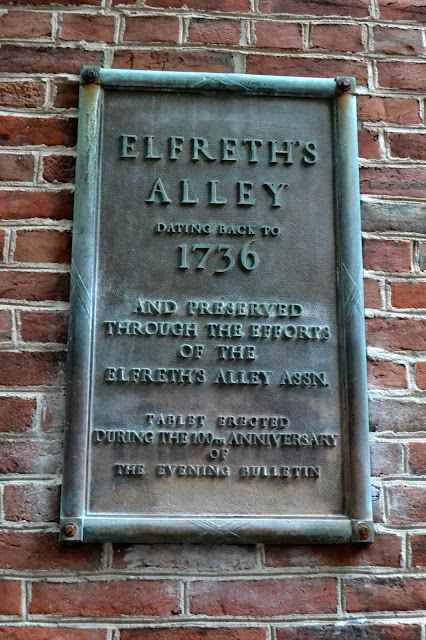 ELFRETH'S
ALLEY
DATING BACK TO
1736
AND PRESERVED
THROUGH THE EFFORTS
OF THE
ELFRETH'S ALLEY ASSN.
TABLET ERECTED
DURING THE 100TH ANNIVERSARY
OF
THE EVENING BULLETIN